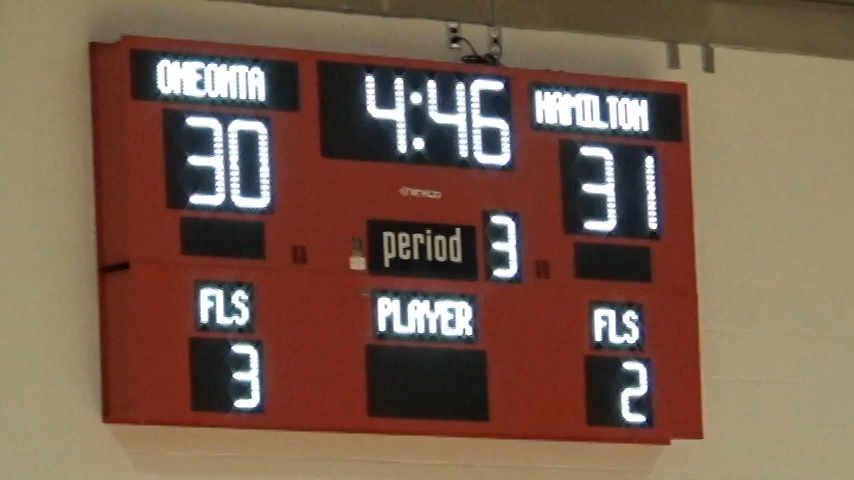 ONEONTA 4:46 HAMILTON
30 31
period 3
FLS PLAYER FLS
3 2